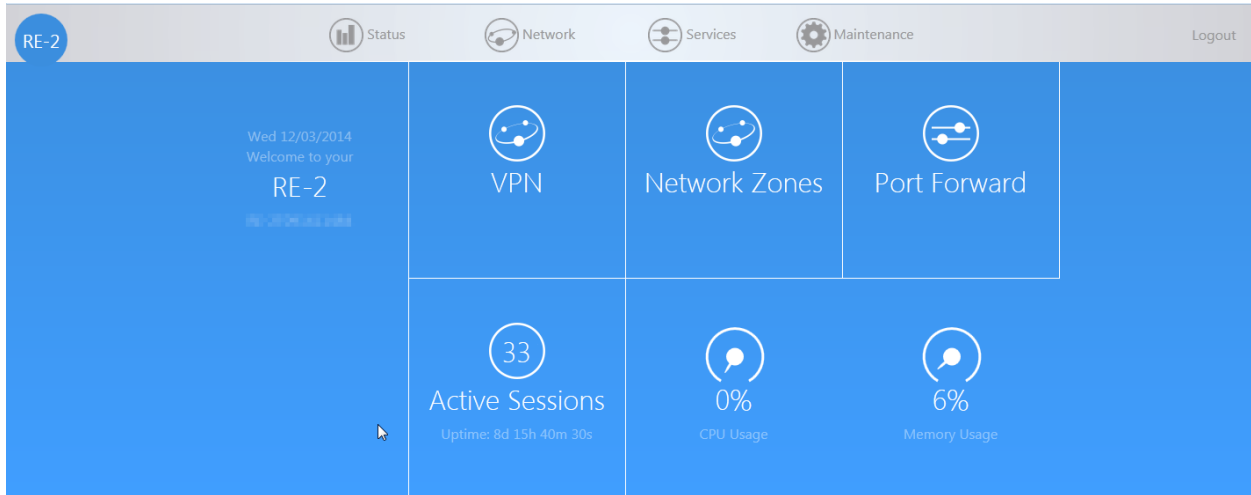 RE-2
Status
Network
Services
Maintenance
Logout
Wed 12/03/2014
Welcome to your
RE-2
VPN
Network Zones
Port Forward
33
Active Sessions
Uptime: 8d 15h 40m 30s
0%
CPU Usage
6%
Memory Usage